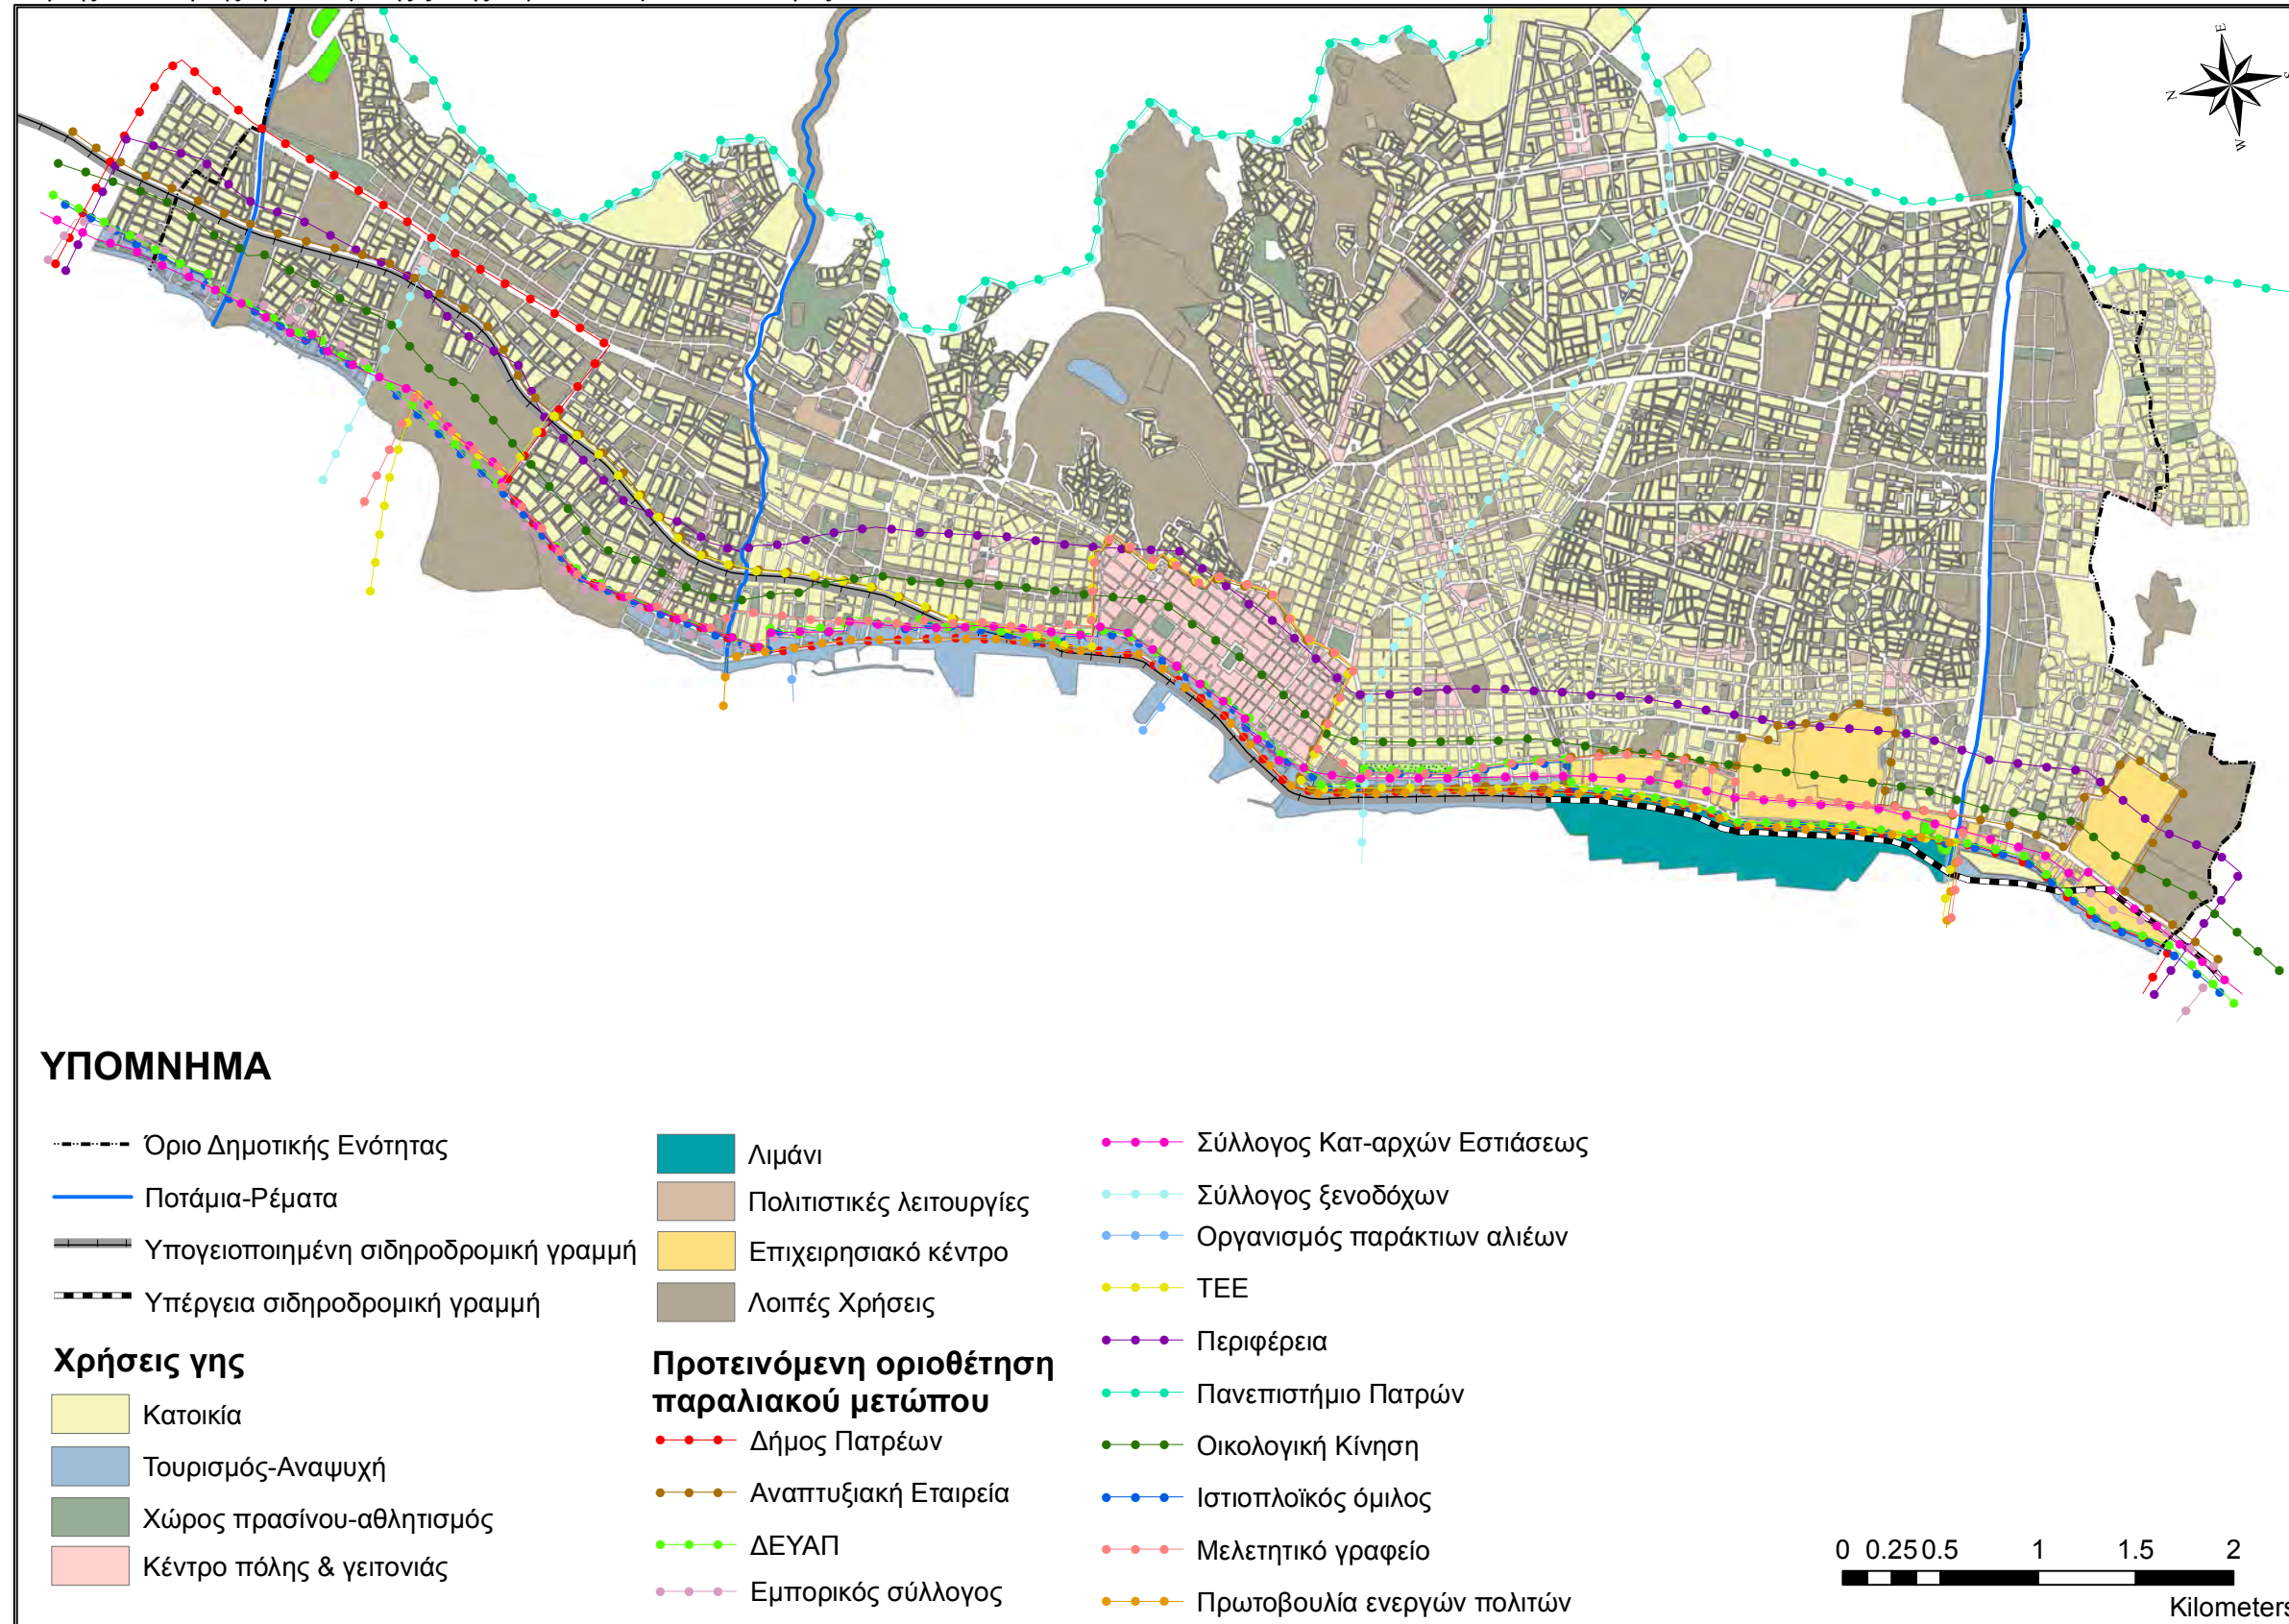 N
E
S
W
ΥΠΟΜΝΗΜΑ
Όριο Δημοτικής Ενότητας
Ποτάμια-Ρέματα
Υπογειοποιημένη σιδηροδρομική γραμμή
Υπέργεια σιδηροδρομική γραμμή
Χρήσεις γης
Κατοικία
Τουρισμός-Αναψυχή
Χώρος πρασίνου-αθλητισμός
Κέντρο πόλης & γειτονιάς
Λιμάνι
Πολιτιστικές λειτουργίες
Επιχειρησιακό κέντρο
Λοιπές Χρήσεις
Προτεινόμενη οριοθέτηση
παραλιακού μετώπου
Δήμος Πατρέων
Αναπτυξιακή Εταιρεία
ΔΕΥΑΠ
Εμπορικός σύλλογος
Σύλλογος Κατ-αρχών Εστιάσεως
Σύλλογος ξενοδόχων
Οργανισμός παράκτιων αλιέων
ΤΕΕ
Περιφέρεια
Πανεπιστήμιο Πατρών
Οικολογική Κίνηση
Ιστιοπλοϊκός όμιλος
Μελετητικό γραφείο
Πρωτοβουλία ενεργών πολιτών
0 0.25 0.5 1 1.5 2
Kilometers